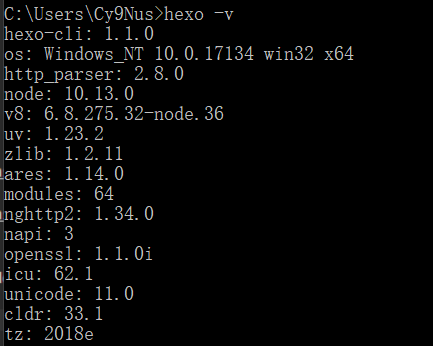 C:\Users\Cy9Nus>hexo -v
hexo-cli: 1.1.0
os: Windows_NT 10.0.17134 win32 x64
http_parser: 2.8.0
node: 10.13.0
v8: 6.8.275.32-node.36
uv: 1.23.2
zlib: 1.2.11
ares: 1.14.0
modules: 64
nghttp2: 1.34.0
napi: 3
openssl: 1.1.0i
icu: 62.1
unicode: 11.0
cldr: 33.1
tz: 2018e